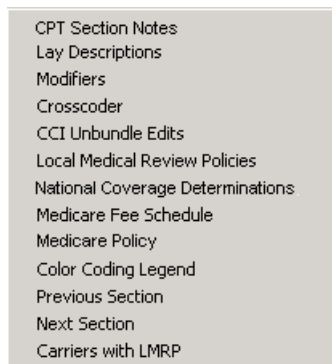 CPT Section Notes
Lay Descriptions
Modifiers
Crosscoder
CCI Unbundle Edits
Local Medical Review Policies
National Coverage Determinations
Medicare Fee Schedule
Medicare Policy
Color Coding Legend
Previous Section
Next Section
Carriers with LMRP